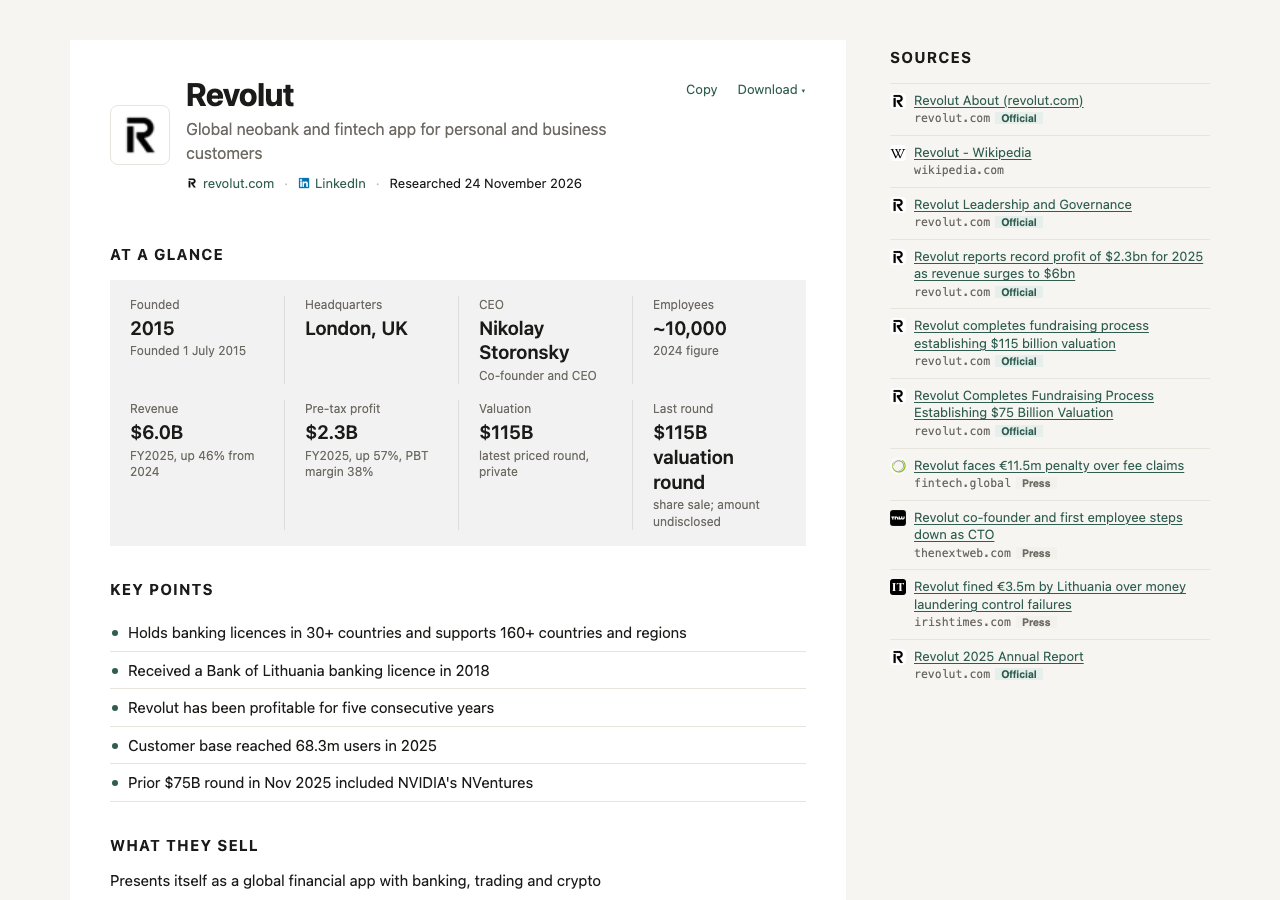 Revolut
Copy
Download
Global neobank and fintech app for personal and business
customers
revolut.com · LinkedIn · Researched 24 November 2026
AT A GLANCE
Founded
2015
Founded 1 July 2015
Headquarters
London, UK
CEO
Nikolay
Storonsky
Co-founder and CEO
Employees
~10,000
2024 figure
Revenue
$6.0B
FY2025, up 46% from
2024
Pre-tax profit
$2.3B
FY2025, up 57%, PBT
margin 38%
Valuation
$115B
latest priced round,
private
Last round
$115B
valuation
round
share sale; amount
undisclosed
KEY POINTS
Holds banking licences in 30+ countries and supports 160+ countries and regions
Received a Bank of Lithuania banking licence in 2018
Revolut has been profitable for five consecutive years
Customer base reached 68.3m users in 2025
Prior $75B round in Nov 2025 included NVIDIA's NVentures
WHAT THEY SELL
Presents itself as a global financial app with banking, trading and crypto
SOURCES
Revolut About (revolut.com)
revolut.com Official
W Revolut - Wikipedia
wikipedia.com
Revolut Leadership and Governance
revolut.com Official
Revolut reports record profit of $2.3bn for 2025
as revenue surges to $6bn
revolut.com Official
Revolut completes fundraising process
establishing $115 billion valuation
revolut.com Official
Revolut Completes Fundraising Process
Establishing $75 Billion Valuation
revolut.com Official
Revolut faces €11.5m penalty over fee claims
fintech.global Press
TNW Revolut co-founder and first employee steps
down as CTO
thenextweb.com Press
IT Revolut fined €3.5m by Lithuania over money
laundering control failures
irishtimes.com Press
Revolut 2025 Annual Report
revolut.com Official